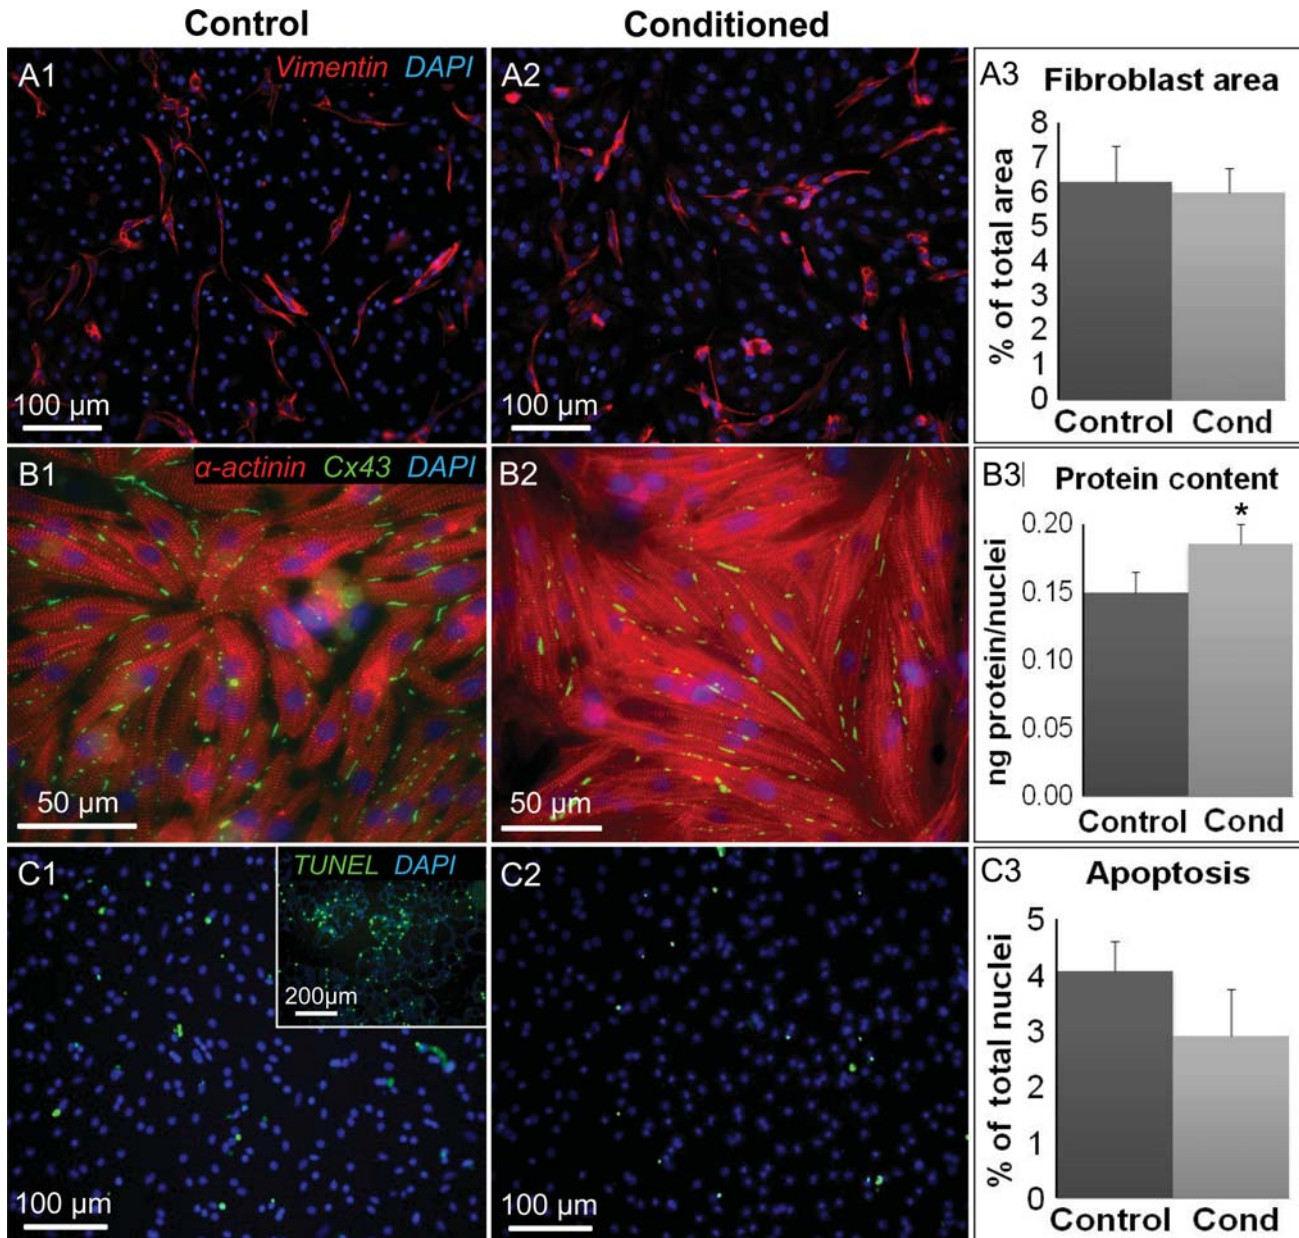 Control
Conditioned
A1
Vimentin DAPI
100 µm
A2
100 µm
A3
Fibroblast area
% of total area
8
7
6
5
4
3
2
1
0
Control Cond
B1
α-actinin Cx43 DAPI
50 µm
B2
50 µm
B3
Protein content
ng protein/nuclei
*
0.20
0.15
0.10
0.05
0.00
Control Cond
C1
TUNEL DAPI
200µm
100 µm
C2
100 µm
C3
Apoptosis
% of total nuclei
5
4
3
2
1
0
Control Cond